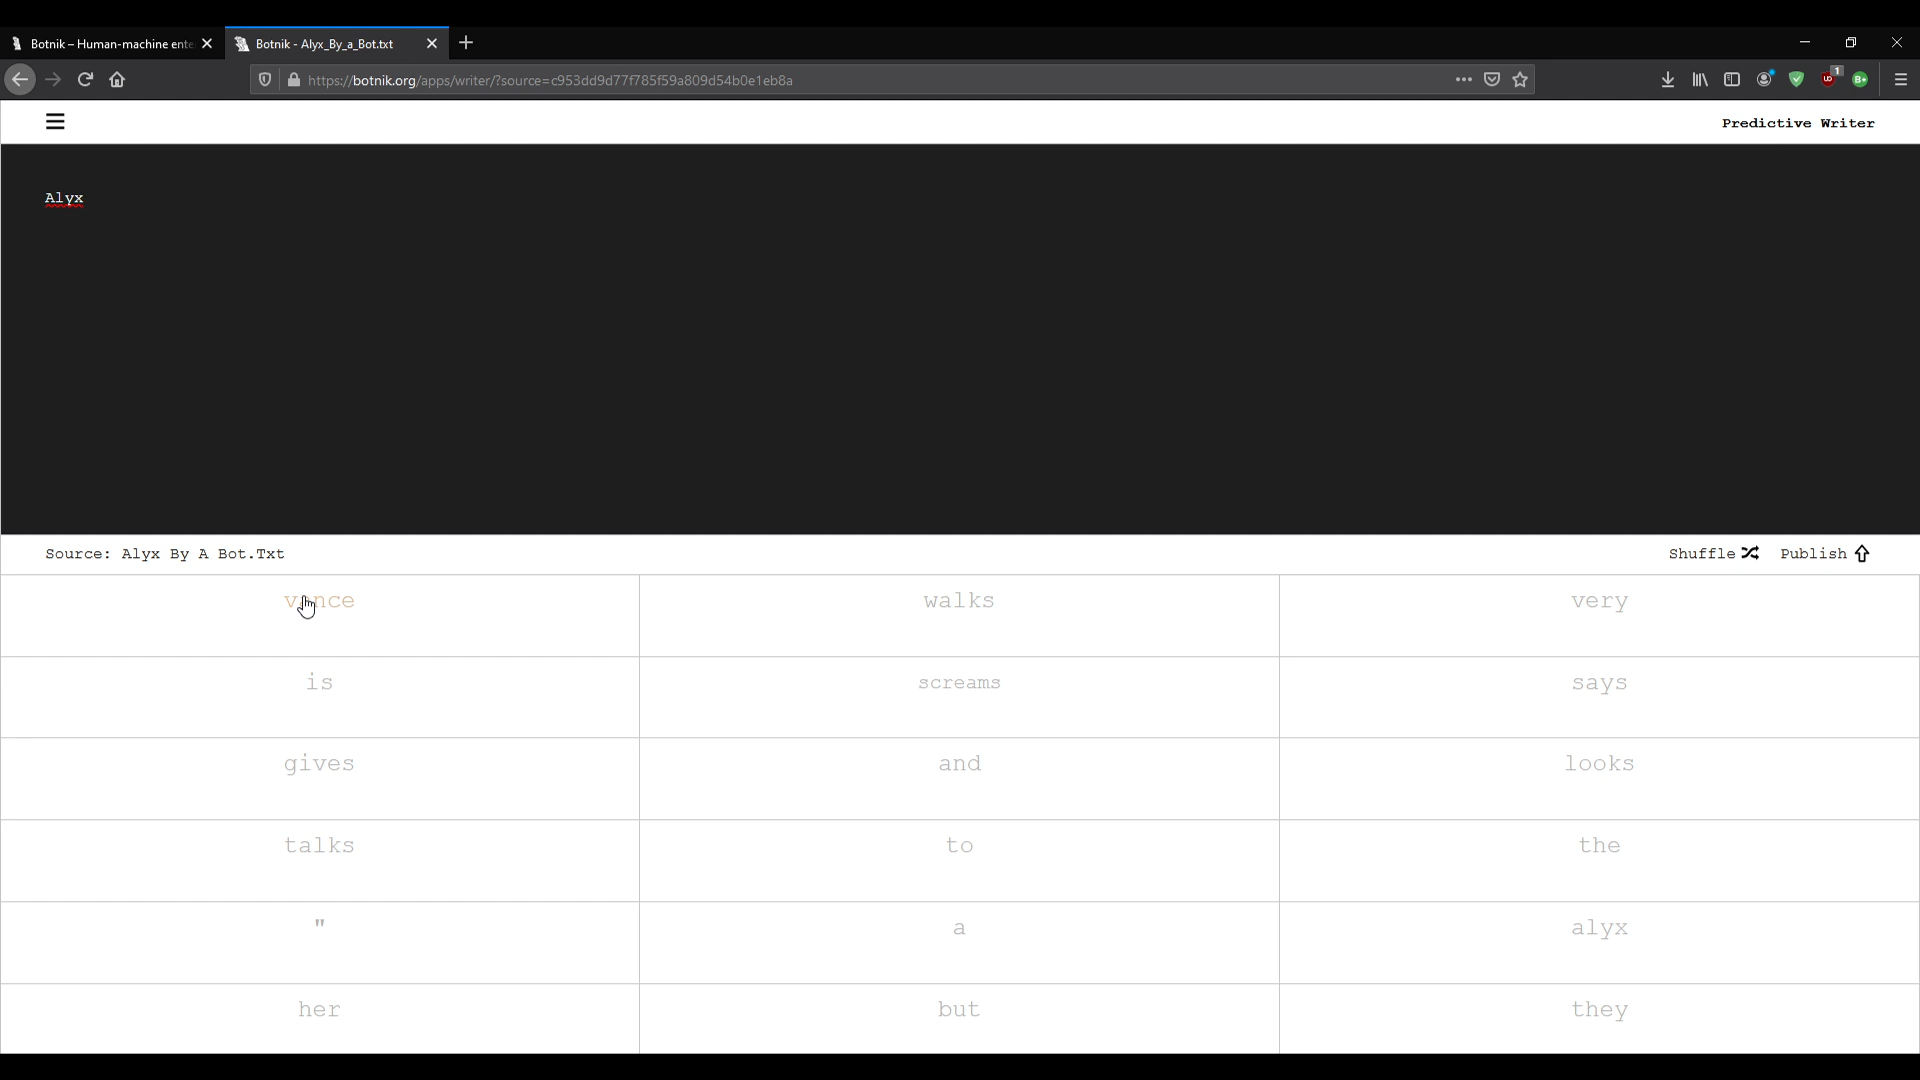 Botnik – Human-machine ente
Botnik - Alyx_By_a_Bot.txt
https://botnik.org/apps/writer/?source=c953dd9d77f785f59a809d54b0e1eb8a
1
Predictive Writer
Alyx
Source: Alyx By A Bot.Txt
Shuffle
Publish
vance
walks
very
is
screams
says
gives
and
looks
talks
to
the
"
a
alyx
her
but
they